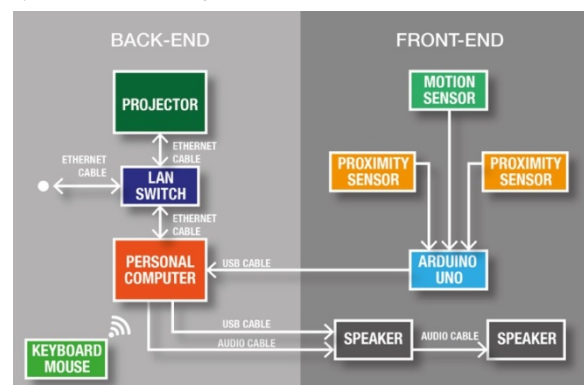 BACK-END
FRONT-END
PROJECTOR
MOTION
SENSOR
ETHERNET
CABLE
ETHERNET
CABLE
LAN
SWITCH
PROXIMITY
SENSOR
PROXIMITY
SENSOR
ETHERNET
CABLE
PERSONAL
COMPUTER
USB CABLE
ARDUINO
UNO
USB CABLE
AUDIO CABLE
SPEAKER
AUDIO CABLE
SPEAKER
KEYBOARD
MOUSE